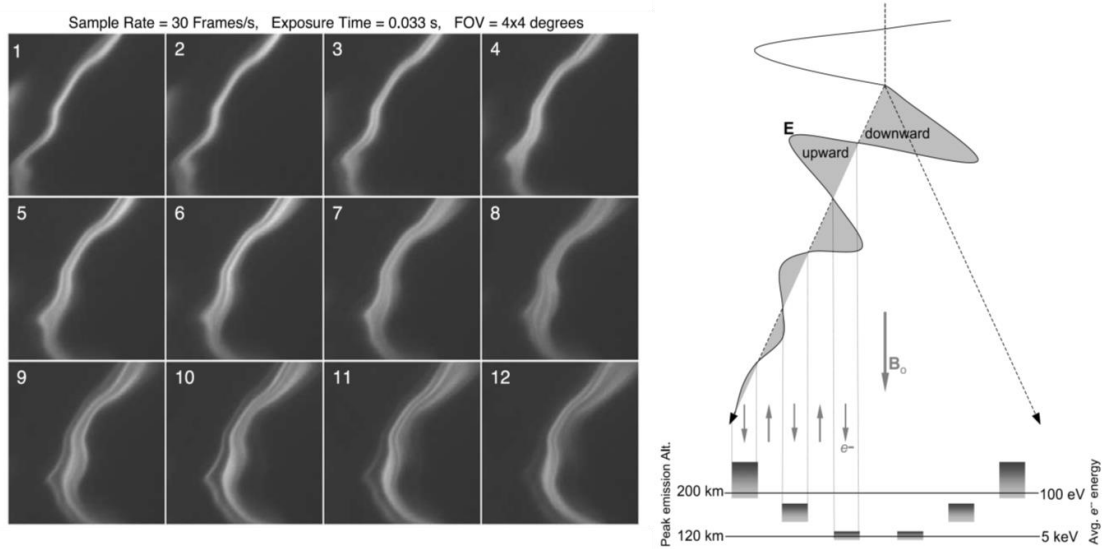 Sample Rate = 30 Frames/s, Exposure Time = 0.033 s, FOV = 4x4 degrees
1
2
3
4
5
6
7
8
9
10
11
12
E
upward
downward
B₀
e−
Peak emission Alt.
200 km
120 km
100 eV
5 keV
Avg. e− energy